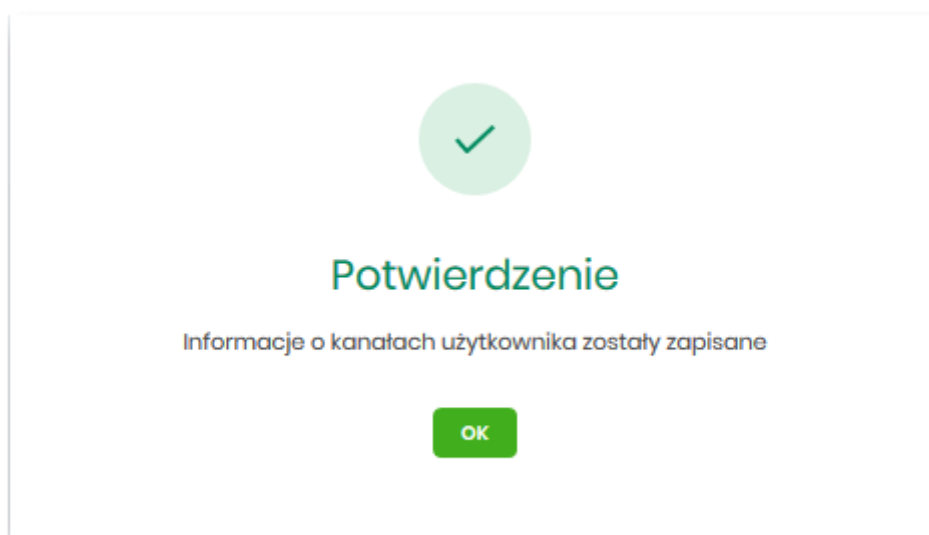 Potwierdzenie
Informacje o kanałach użytkownika zostały zapisane
OK